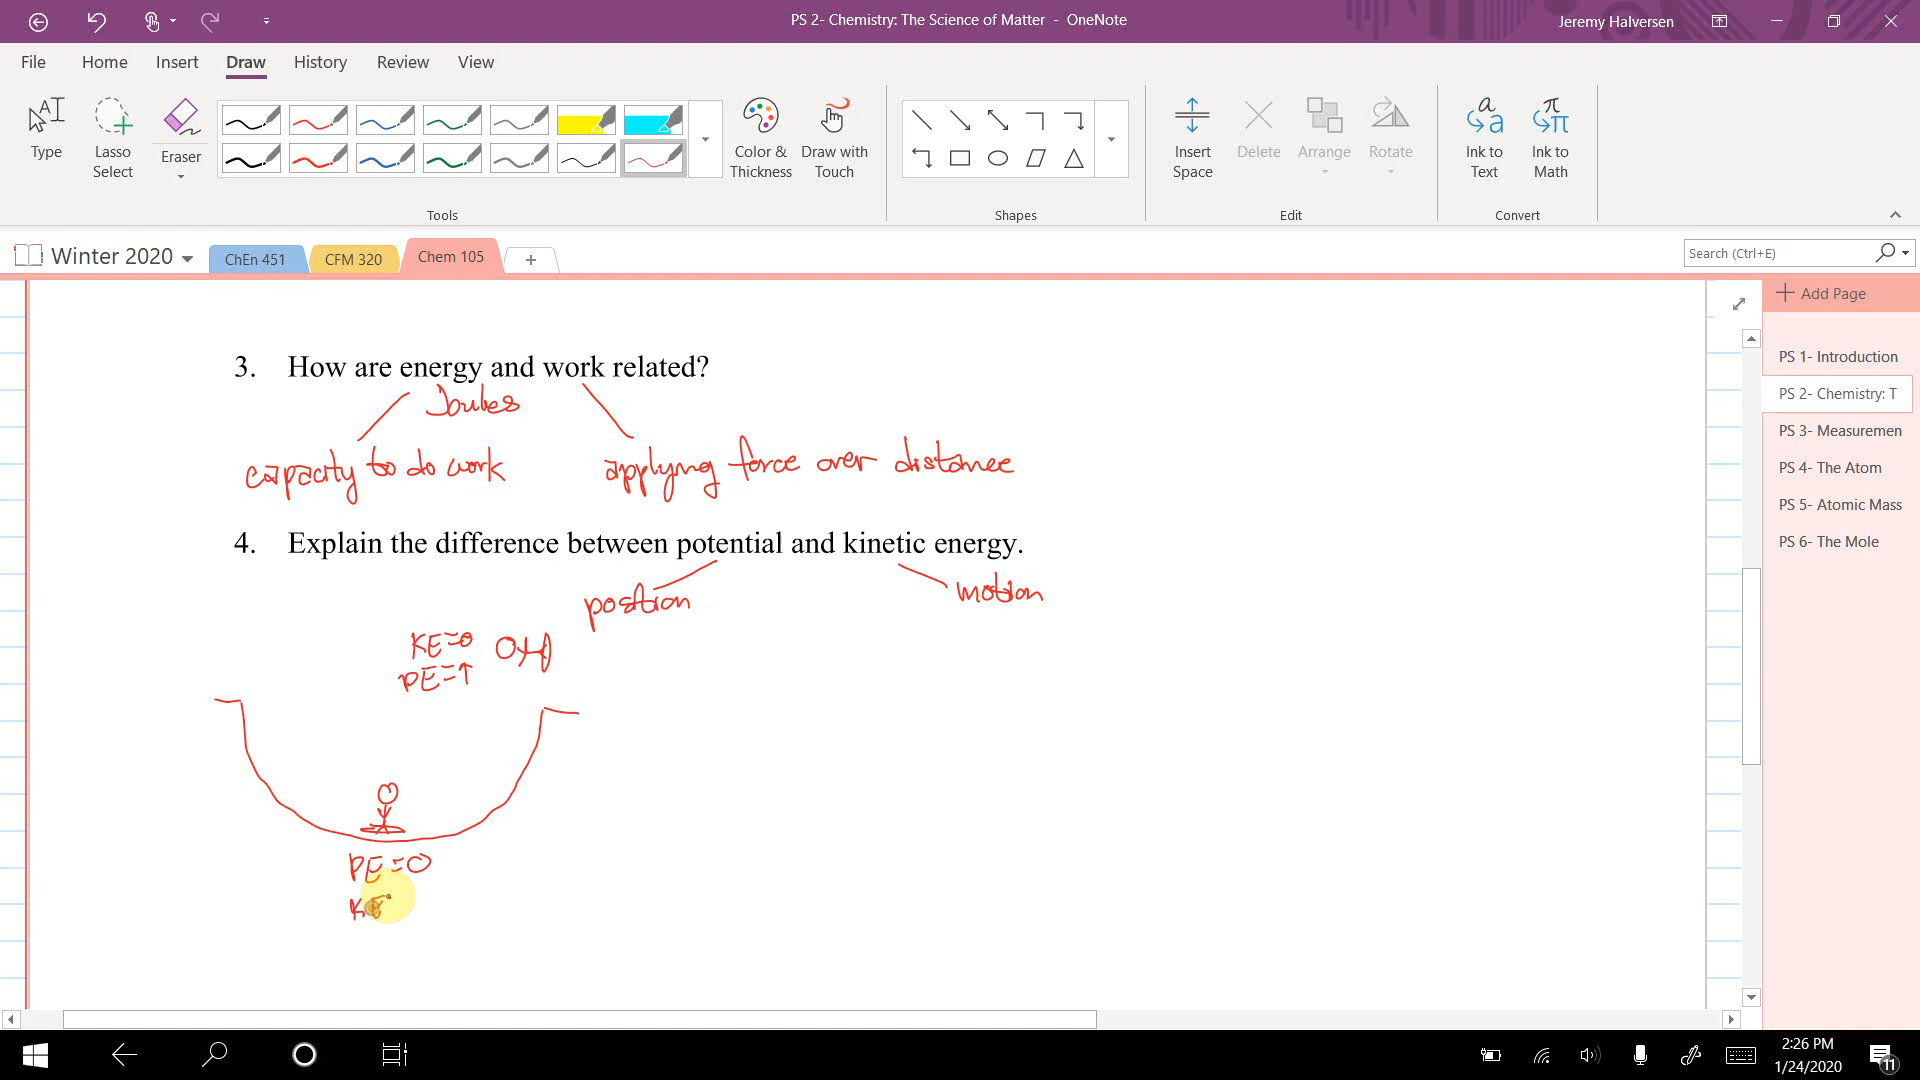 PS 2- Chemistry: The Science of Matter - OneNote
Jeremy Halversen
File Home Insert Draw History Review View
Type
Lasso Select
Eraser
Color & Thickness
Draw with Touch
Insert Space
Delete
Arrange
Rotate
a a
Ink to Text
π π
Ink to Math
Tools
Shapes
Edit
Convert
Winter 2020
ChEn 451
CFM 320
Chem 105
+
Search (Ctrl+E)
Add Page
PS 1- Introduction
PS 2- Chemistry: T
PS 3- Measuremen
PS 4- The Atom
PS 5- Atomic Mass
PS 6- The Mole
3. How are energy and work related?
Joules
capacity to do work
applying force over distance
4. Explain the difference between potential and kinetic energy.
position
motion
KE=0
PE=↑
PE=0
KE
2:26 PM
1/24/2020
11